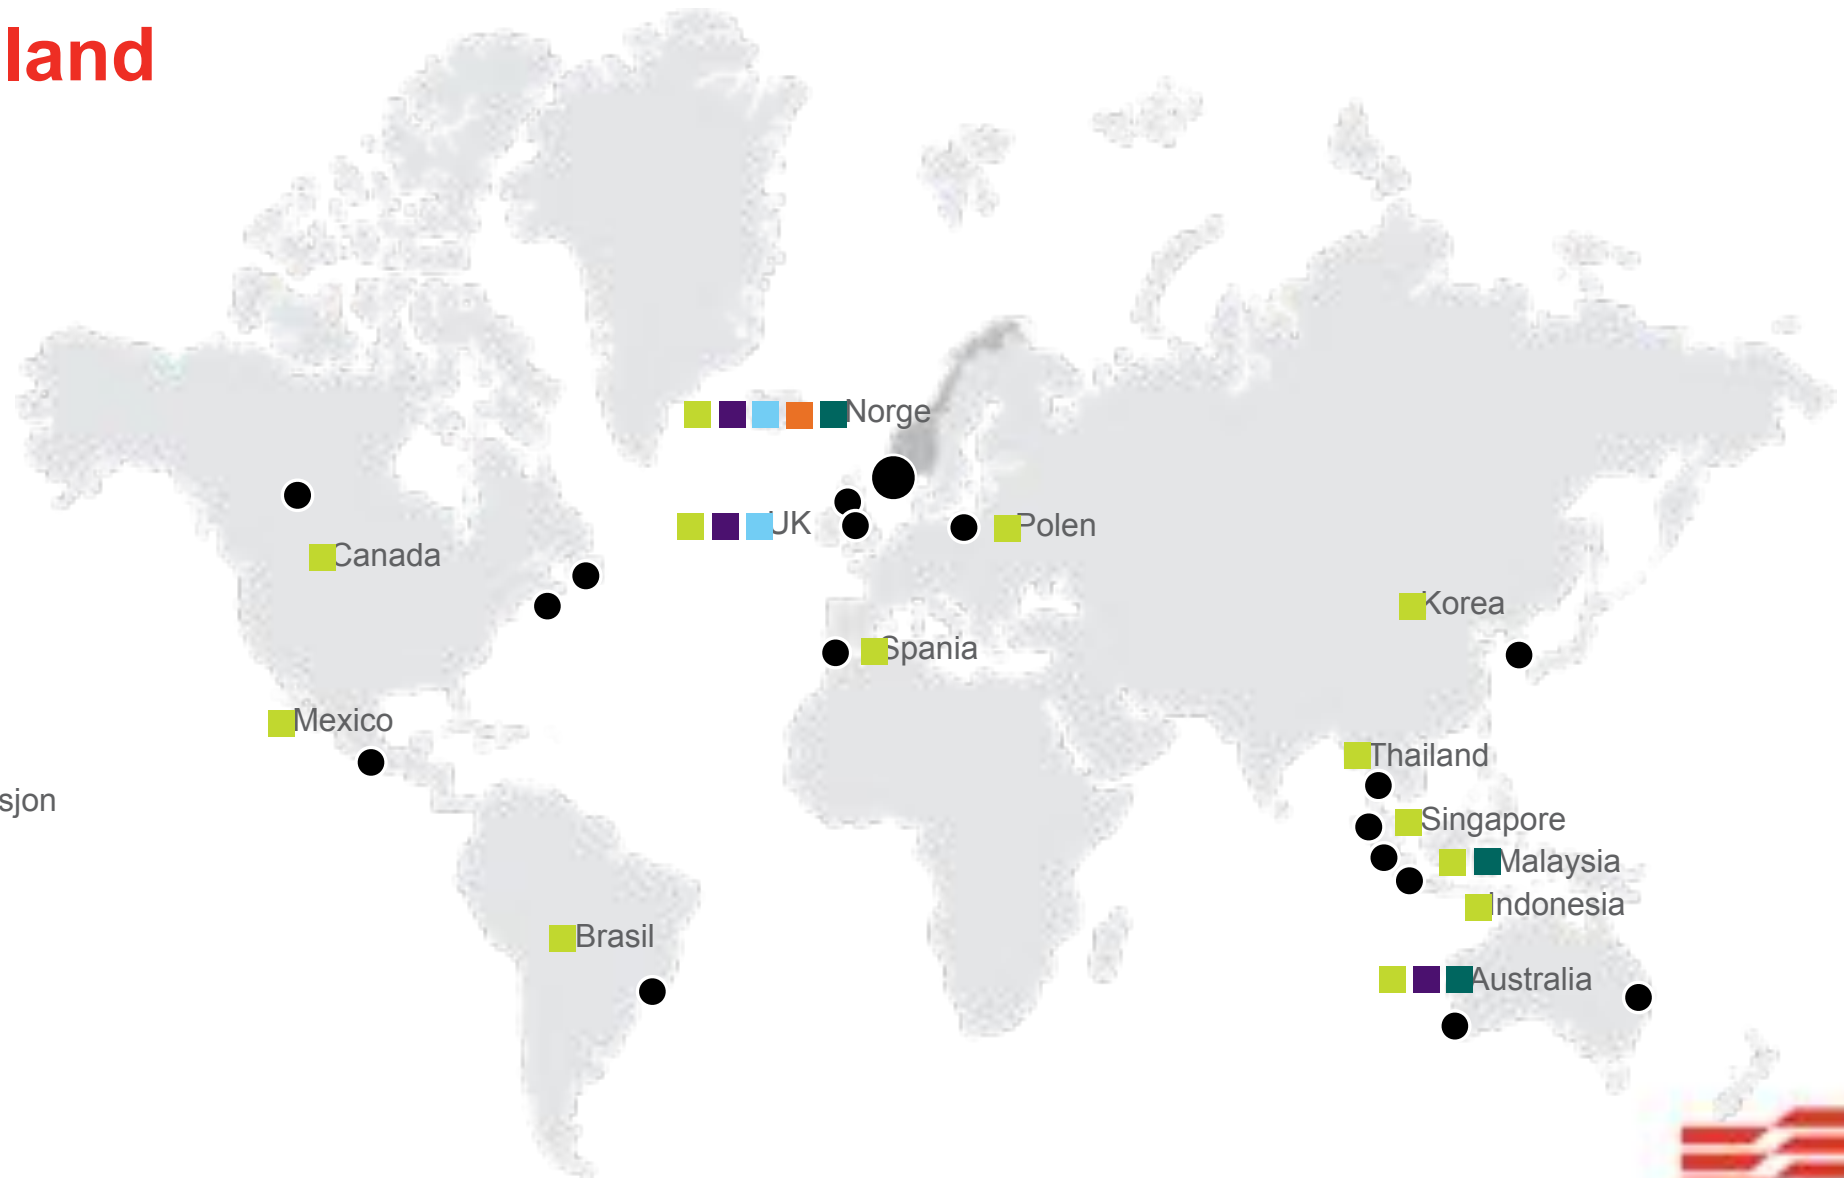 land
Norge
UK
Polen
Canada
Korea
Spania
Mexico
Thailand
sjon
Singapore
Malaysia
Indonesia
Brasil
Australia